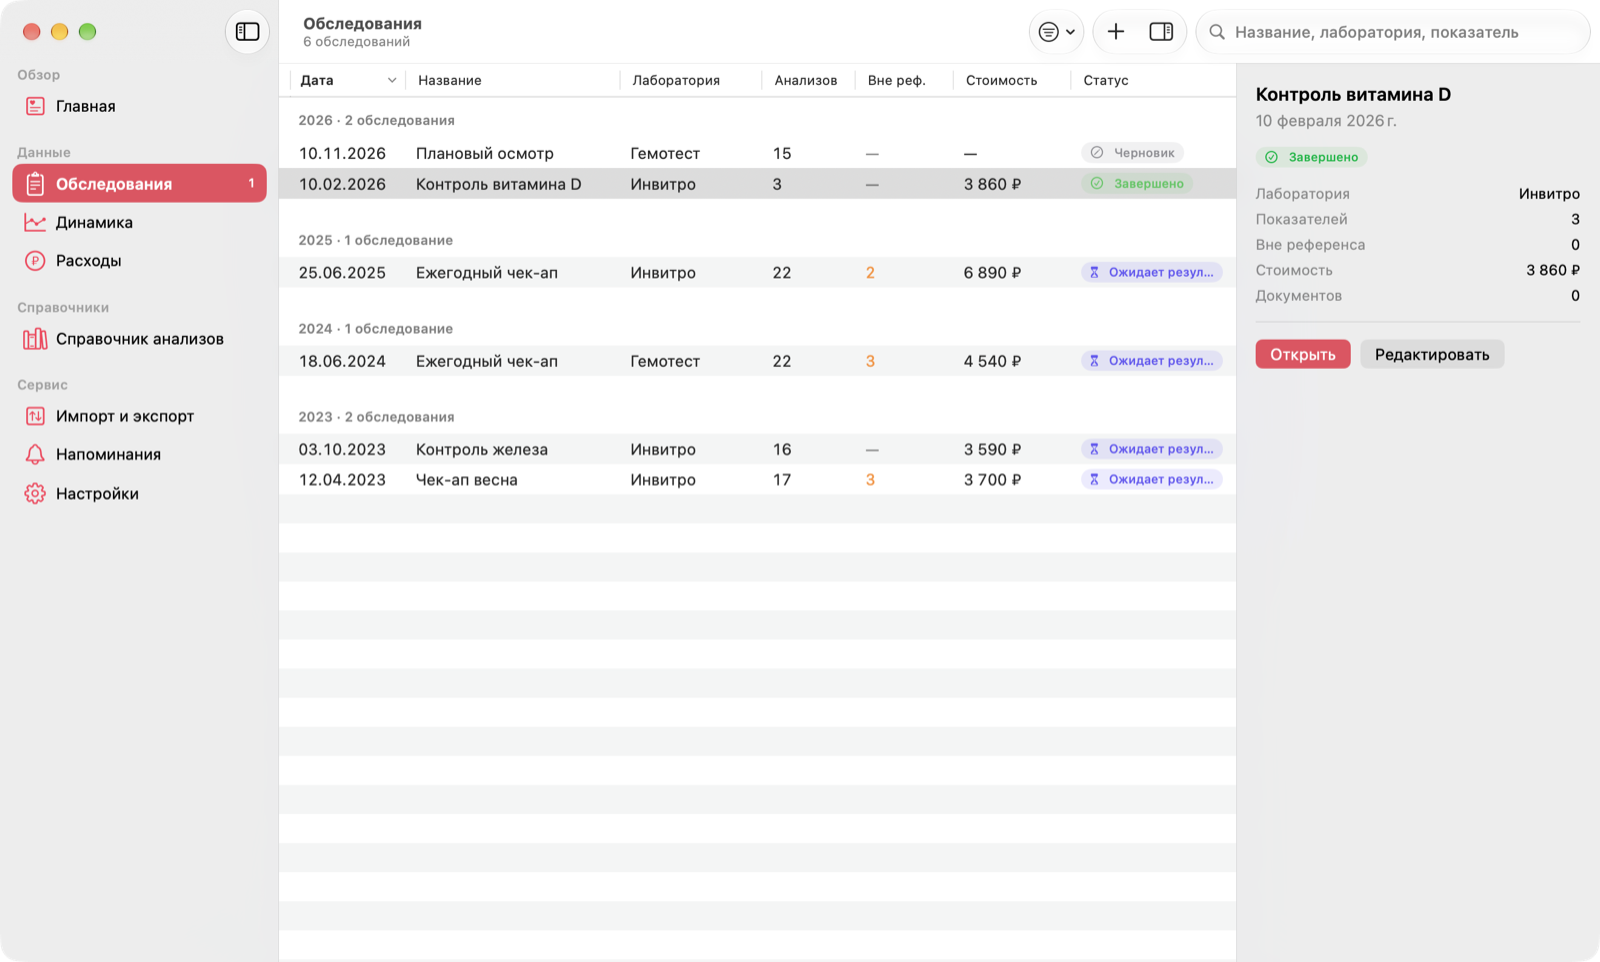 Обзор
Главная
Данные
Обследования 1
Динамика
Расходы
Справочники
Справочник анализов
Сервис
Импорт и экспорт
Напоминания
Настройки
Обследования
6 обследований
Название, лаборатория, показатель
Дата Название Лаборатория Анализов Вне реф. Стоимость Статус
2026 · 2 обследования
10.11.2026 Плановый осмотр Гемотест 15 — — Черновик
10.02.2026 Контроль витамина D Инвитро 3 — 3 860 ₽ Завершено
2025 · 1 обследование
25.06.2025 Ежегодный чек-ап Инвитро 22 2 6 890 ₽ Ожидает резул...
2024 · 1 обследование
18.06.2024 Ежегодный чек-ап Гемотест 22 3 4 540 ₽ Ожидает резул...
2023 · 2 обследования
03.10.2023 Контроль железа Инвитро 16 — 3 590 ₽ Ожидает резул...
12.04.2023 Чек-ап весна Инвитро 17 3 3 700 ₽ Ожидает резул...
Контроль витамина D
10 февраля 2026 г.
Завершено
Лаборатория Инвитро
Показателей 3
Вне референса 0
Стоимость 3 860 ₽
Документов 0
Открыть Редактировать